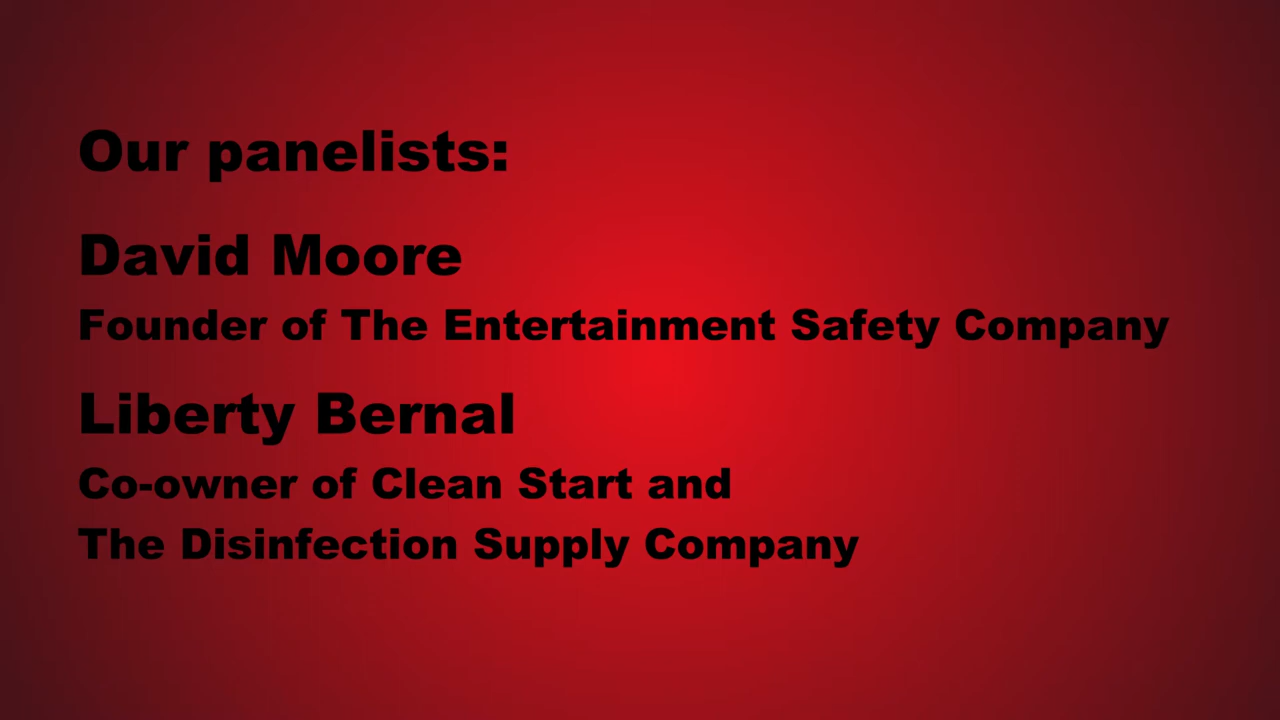 Our panelists:
David Moore
Founder of The Entertainment Safety Company
Liberty Bernal
Co-owner of Clean Start and
The Disinfection Supply Company